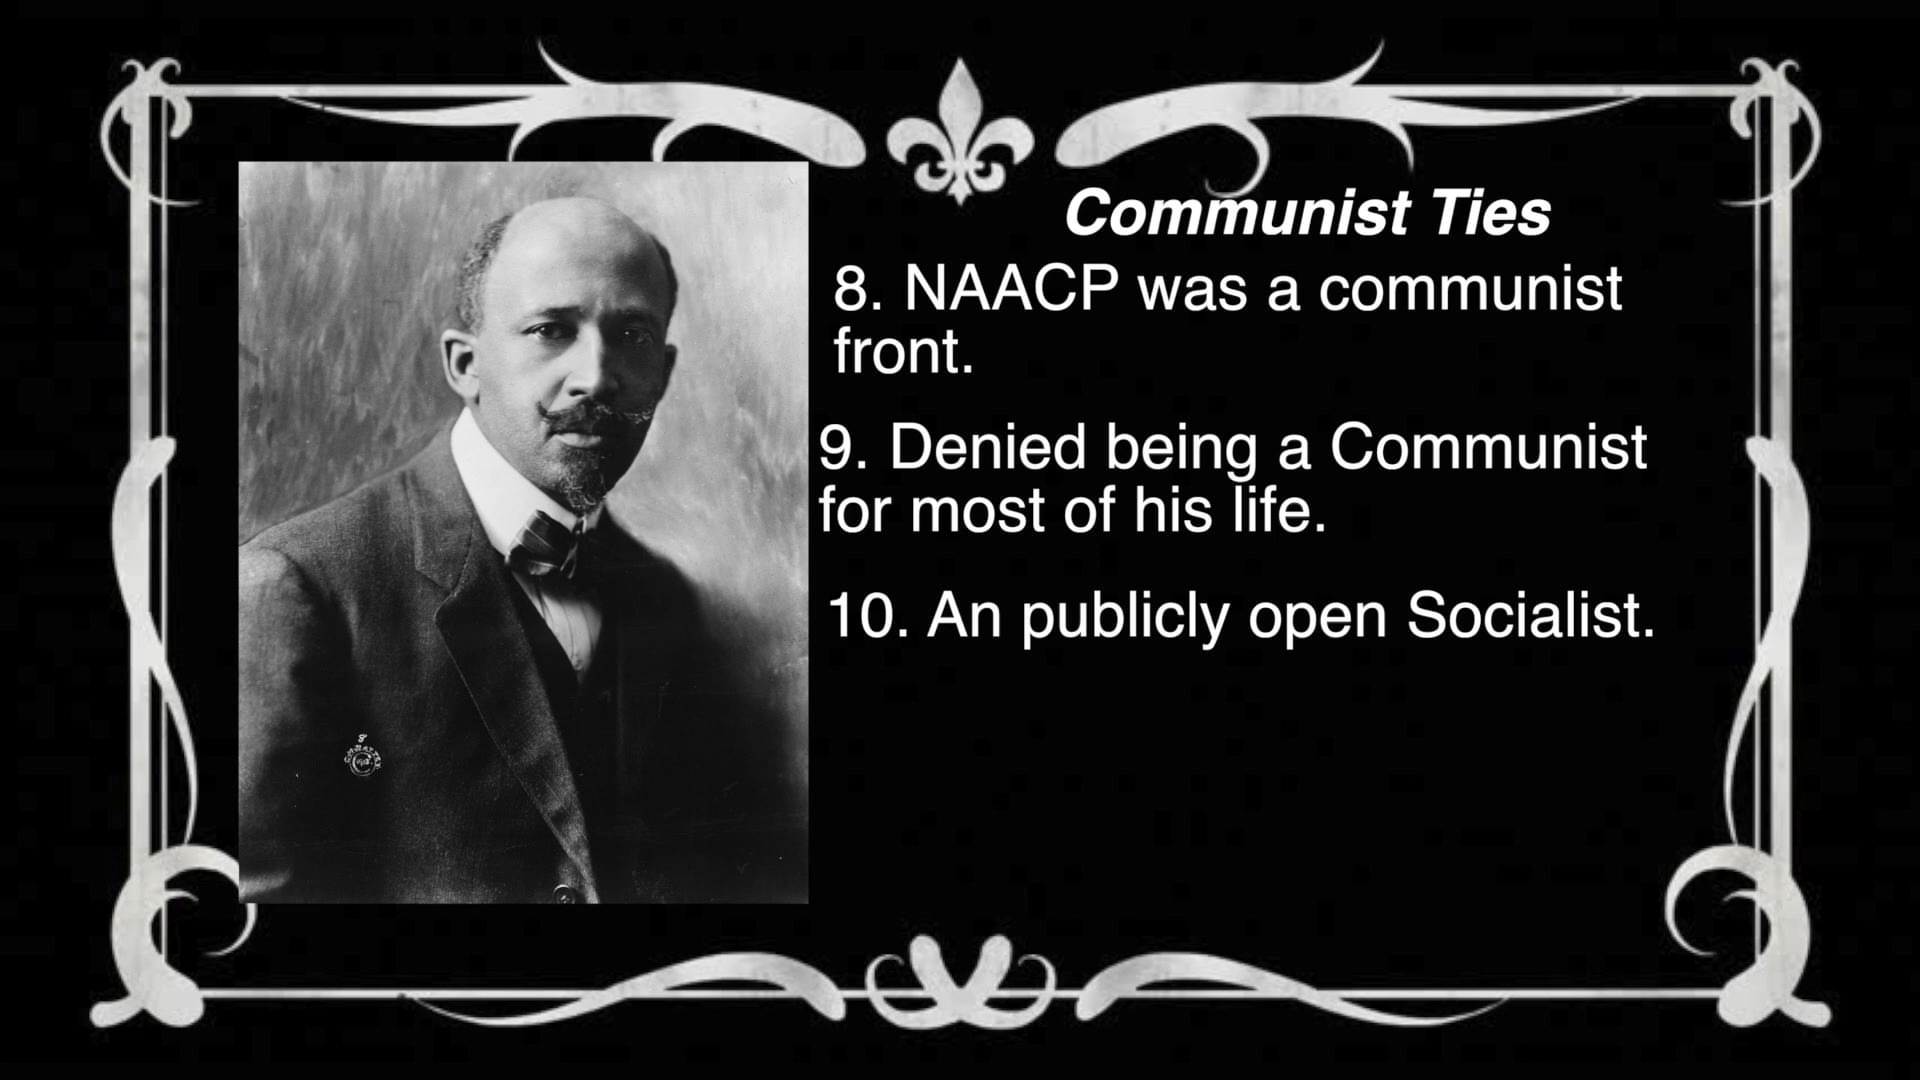 Communist Ties
8. NAACP was a communist
front.
9. Denied being a Communist
for most of his life.
10. An publicly open Socialist.